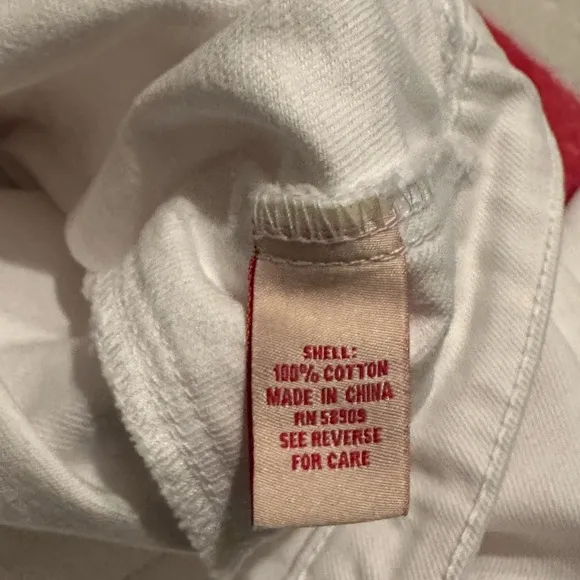 SHELL:
100% COTTON
MADE IN CHINA
RN 58909
SEE REVERSE
FOR CARE